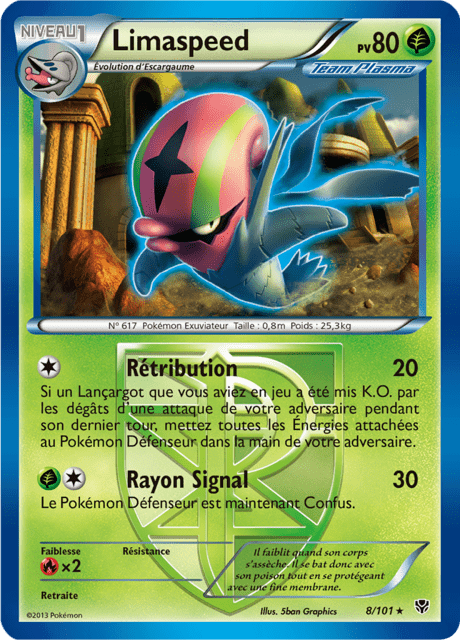 NIVEAU 1
Limaspeed
PV 80
Évolution d'Escargaume
Team Plasma
N° 617 Pokémon Exuviateur Taille : 0,8m Poids : 25,3kg
Rétribution 20
Si un Lançargot que vous aviez en jeu a été mis K.O. par
les dégâts d'une attaque de votre adversaire pendant
son dernier tour, mettez toutes les Énergies attachées
au Pokémon Défenseur dans la main de votre adversaire.
Rayon Signal 30
Le Pokémon Défenseur est maintenant Confus.
Faiblesse Résistance
×2
Retraite
Il faiblit quand son corps
s'assèche. Il se bat donc avec
son poison tout en se protégeant
avec une fine membrane.
©2013 Pokémon
Illus. 5ban Graphics
8/101 ★